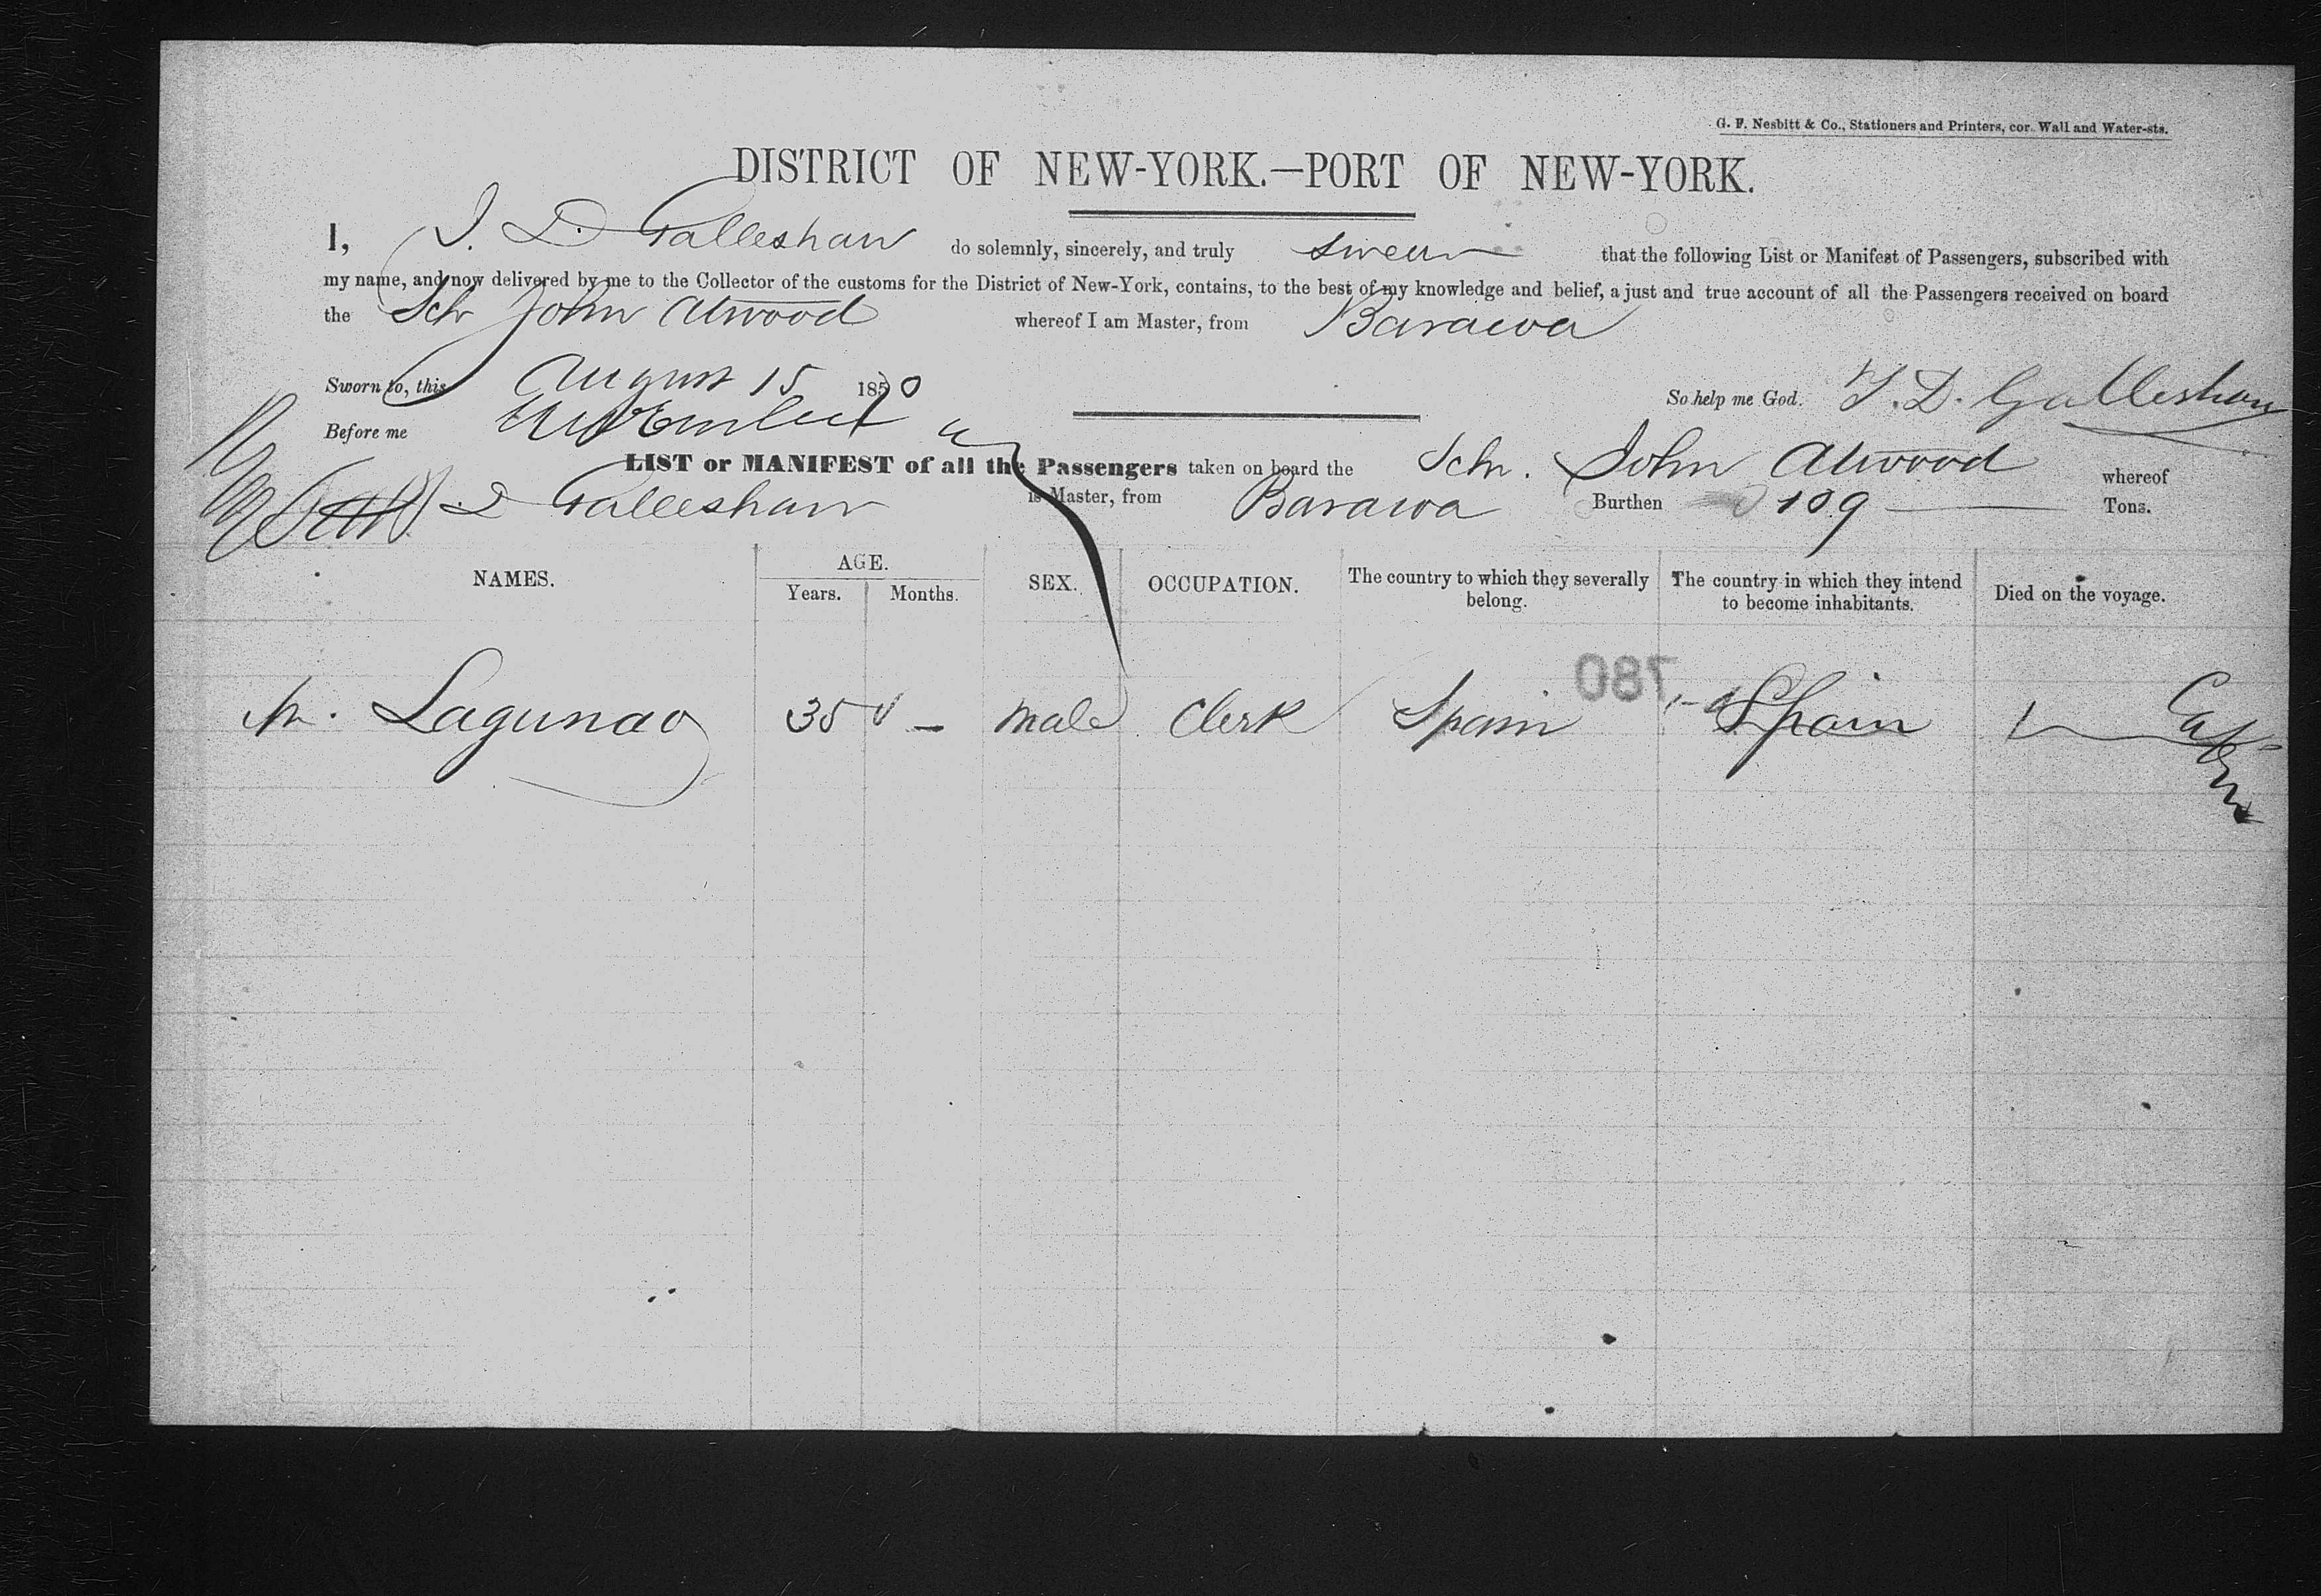 G. F. Nesbitt & Co., Stationers and Printers, cor. Wall and Water-sts.
DISTRICT OF NEW-YORK.—PORT OF NEW-YORK.
I, J. D. Galleshaw do solemnly, sincerely, and truly swear that the following List or Manifest of Passengers, subscribed with
my name, and now delivered by me to the Collector of the customs for the District of New-York, contains, to the best of my knowledge and belief, a just and true account of all the Passengers received on board
the Schr John Atwood whereof I am Master, from Baracoa
Sworn to, this August 15 1870 So help me God. J. D. Galleshaw
Before me
LIST or MANIFEST of all the Passengers taken on board the Schr. John Atwood whereof
D Galleshaw is Master, from Baracoa Burthen 109 Tons.
NAMES. AGE. Years. Months. SEX. OCCUPATION. The country to which they severally belong. The country in which they intend to become inhabitants. Died on the voyage.
780
M. Lagunao 35 – Male Clerk Spain Spain Cabin